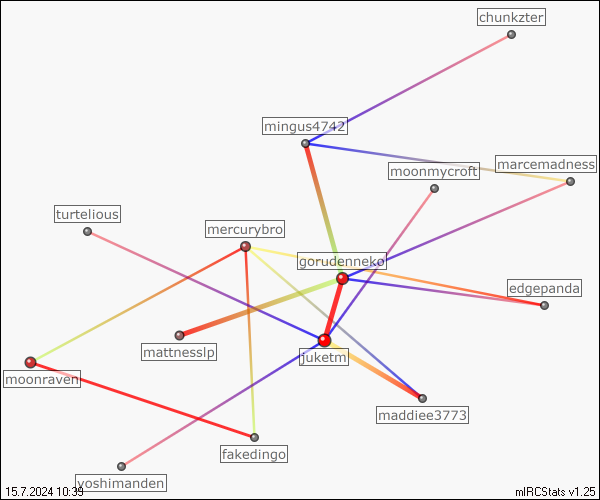 chunkzter
mingus4742
marcemadness
moonmycroft
turtelious
mercurybro
gorudenneko
edgepanda
mattnesslp
juketm
moonraven
maddiee3773
fakedingo
yoshimanden
15.7.2024 10:39
mIRCStats v1.25